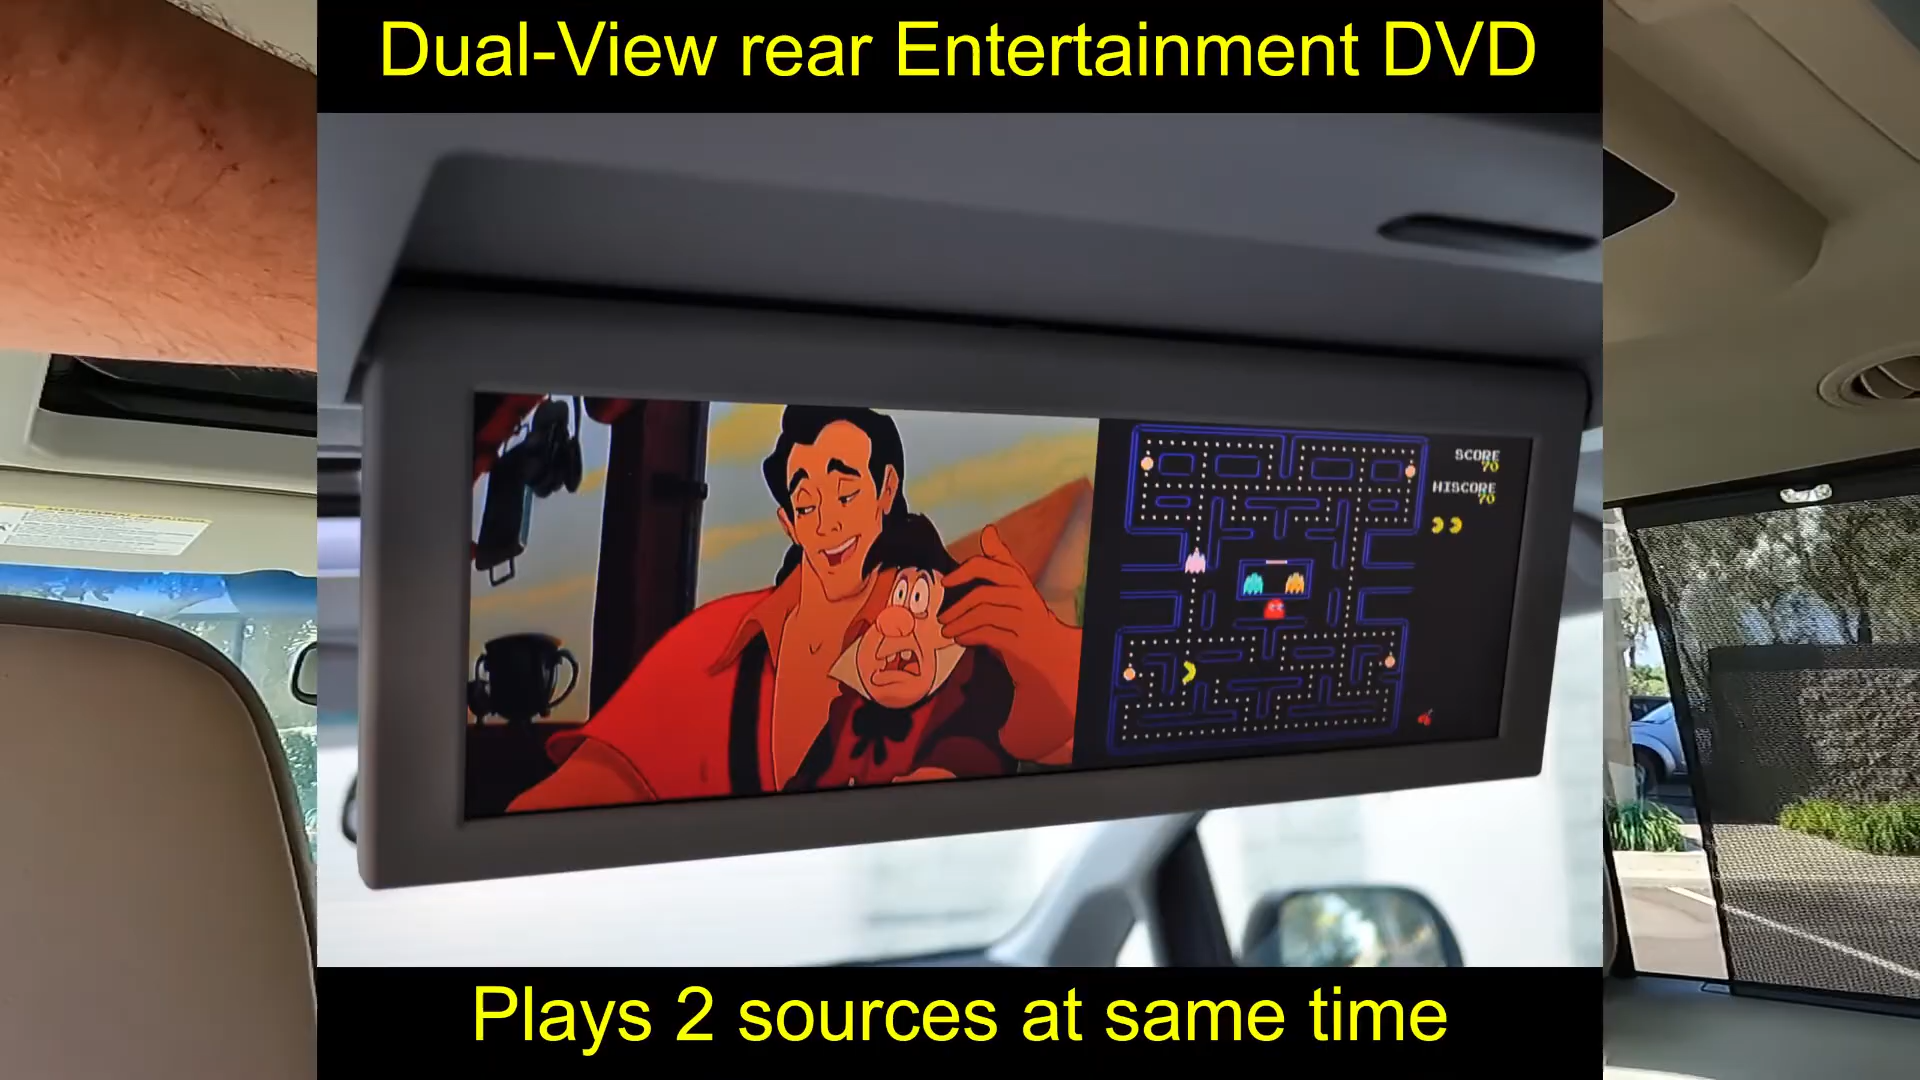 Dual-View rear Entertainment DVD
SCORE
70
HISCORE
70
Plays 2 sources at same time